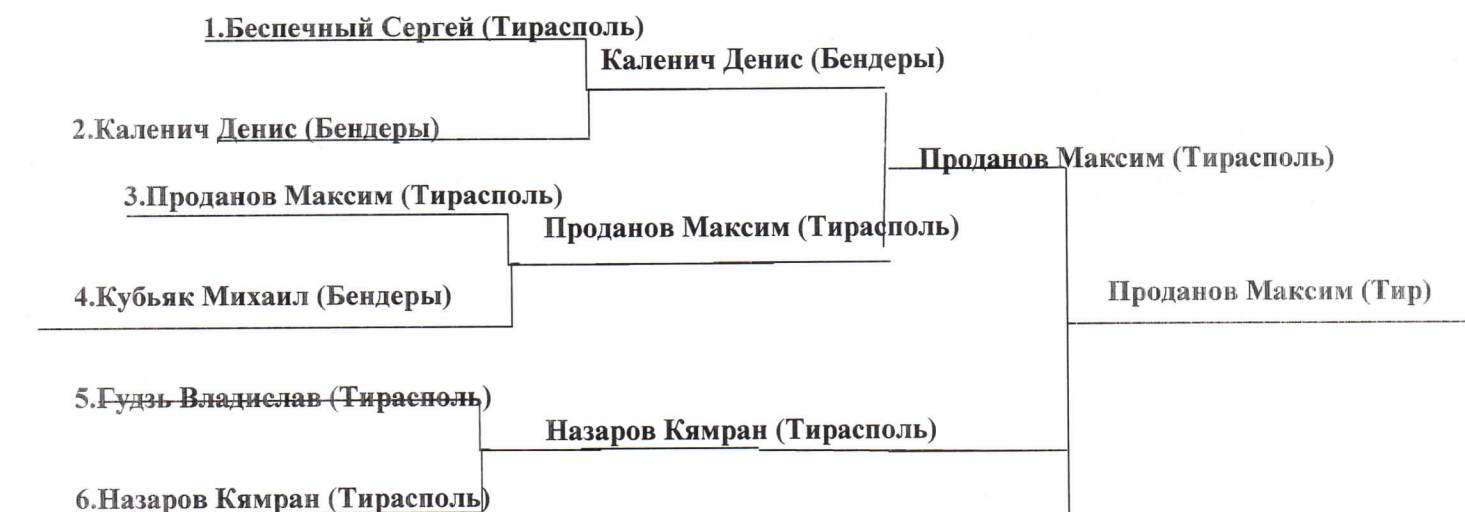 1.Беспечный Сергей (Тирасполь)
Каленич Денис (Бендеры)
2.Каленич Денис (Бендеры)
Проданов Максим (Тирасполь)
3.Проданов Максим (Тирасполь)
Проданов Максим (Тирасполь)
4.Кубьяк Михаил (Бендеры)
Проданов Максим (Тир)
5.Гудзь Владислав (Тирасполь)
Назаров Кямран (Тирасполь)
6.Назаров Кямран (Тирасполь)